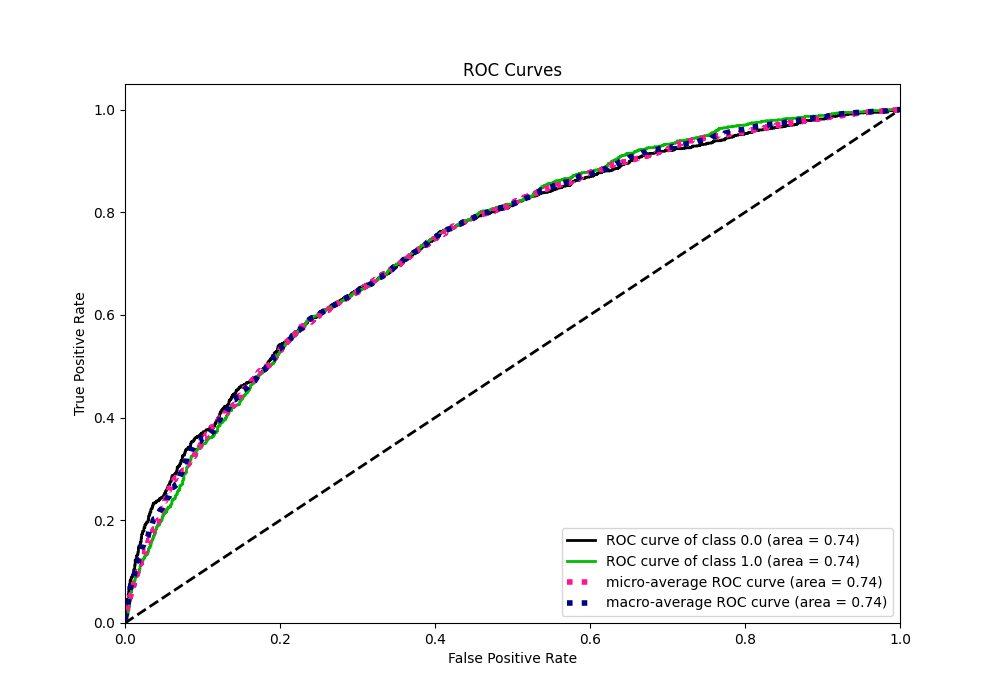 ROC Curves
True Positive Rate
1.0
0.8
0.6
0.4
0.2
0.0
ROC curve of class 0.0 (area = 0.74)
ROC curve of class 1.0 (area = 0.74)
micro-average ROC curve (area = 0.74)
macro-average ROC curve (area = 0.74)
0.0 0.2 0.4 0.6 0.8 1.0
False Positive Rate